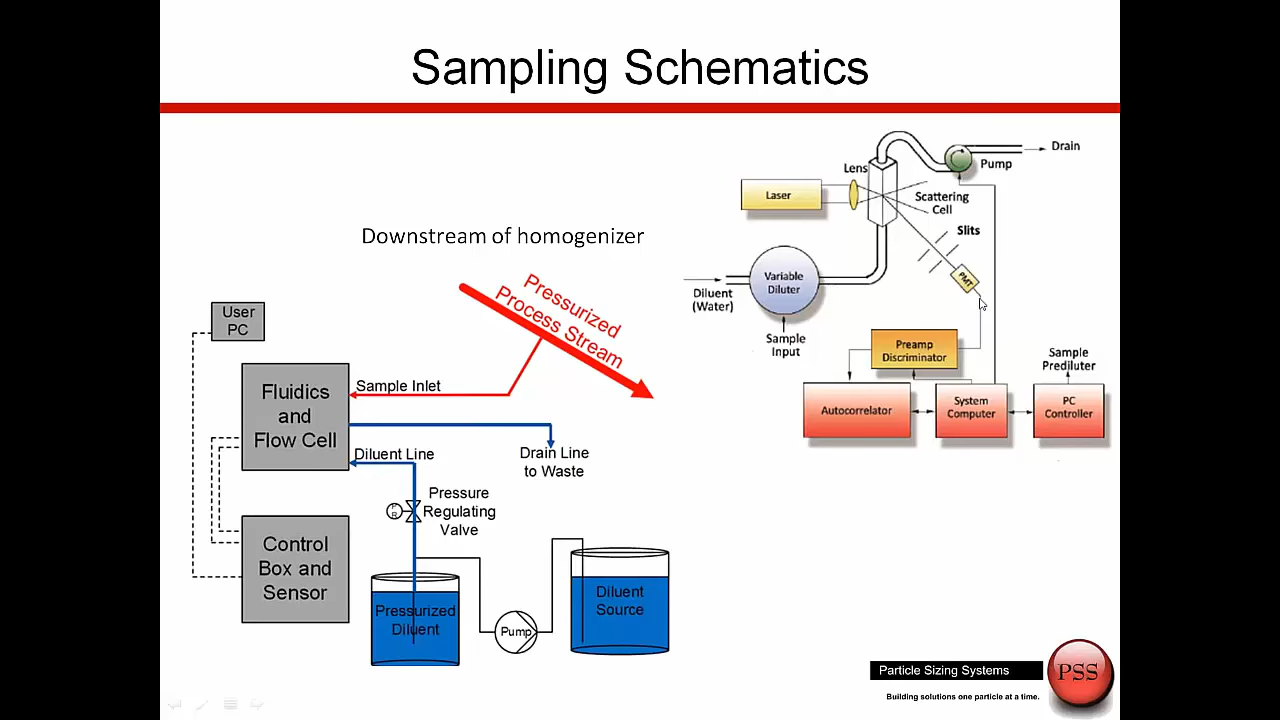 Sampling Schematics
Downstream of homogenizer
Pressurized
Process Stream
User
PC
Fluidics
and
Flow Cell
Sample Inlet
Diluent Line
Drain Line
to Waste
Pressure
Regulating
Valve
P
R
Control
Box and
Sensor
Pressurized
Diluent
Pump
Diluent
Source
Drain
Pump
Lens
Laser
Scattering
Cell
Slits
PMT
Variable
Diluter
Diluent
(Water)
Sample
Input
Preamp
Discriminator
Sample
Prediluter
Autocorrelator
System
Computer
PC
Controller
Particle Sizing Systems
PSS
Building solutions one particle at a time.